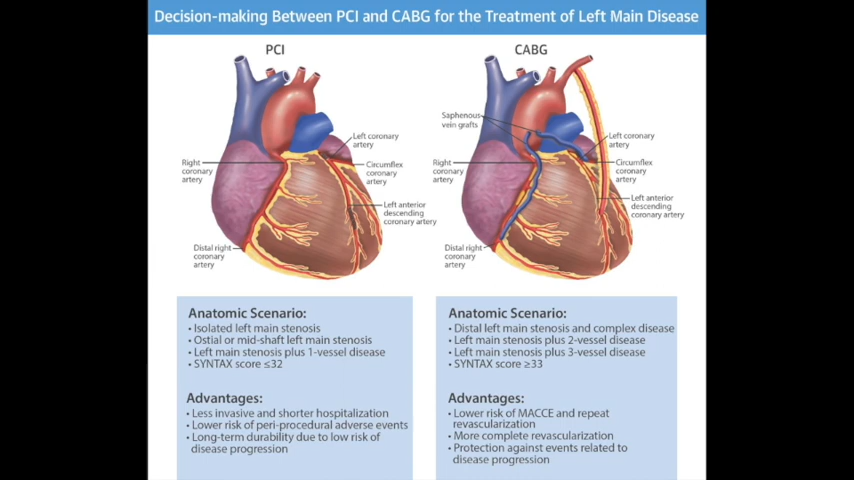 Decision-making Between PCI and CABG for the Treatment of Left Main Disease
PCI
Left coronary
artery
Right
coronary
artery
Circumflex
coronary
artery
Left anterior
descending
coronary artery
Distal right
coronary
artery
CABG
Saphenous
vein grafts
Left coronary
artery
Right
coronary
artery
Circumflex
coronary
artery
Left anterior
descending
coronary artery
Distal right
coronary
artery
Anatomic Scenario:
• Isolated left main stenosis
• Ostial or mid-shaft left main stenosis
• Left main stenosis plus 1-vessel disease
• SYNTAX score ≤32
Advantages:
• Less invasive and shorter hospitalization
• Lower risk of peri-procedural adverse events
• Long-term durability due to low risk of
disease progression
Anatomic Scenario:
• Distal left main stenosis and complex disease
• Left main stenosis plus 2-vessel disease
• Left main stenosis plus 3-vessel disease
• SYNTAX score ≥33
Advantages:
• Lower risk of MACCE and repeat
revascularization
• More complete revascularization
• Protection against events related to
disease progression